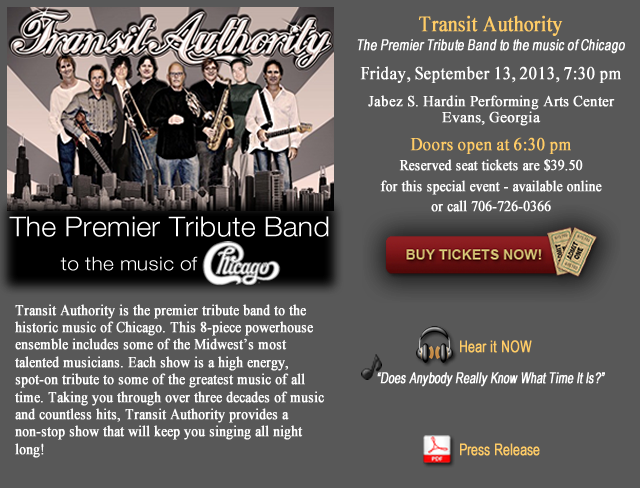 Transit Authority
The Premier Tribute Band
to the music of Chicago
Transit Authority is the premier tribute band to the
historic music of Chicago. This 8-piece powerhouse
ensemble includes some of the Midwest's most
talented musicians. Each show is a high energy,
spot-on tribute to some of the greatest music of all
time. Taking you through over three decades of music
and countless hits, Transit Authority provides a
non-stop show that will keep you singing all night
long!
Transit Authority
The Premier Tribute Band to the music of Chicago
Friday, September 13, 2013, 7:30 pm
Jabez S. Hardin Performing Arts Center
Evans, Georgia
Doors open at 6:30 pm
Reserved seat tickets are $39.50
for this special event - available online
or call 706-726-0366
BUY TICKETS NOW!
ADMIT
ONE
Hear it NOW
“Does Anybody Really Know What Time It Is?”
PDF
Press Release